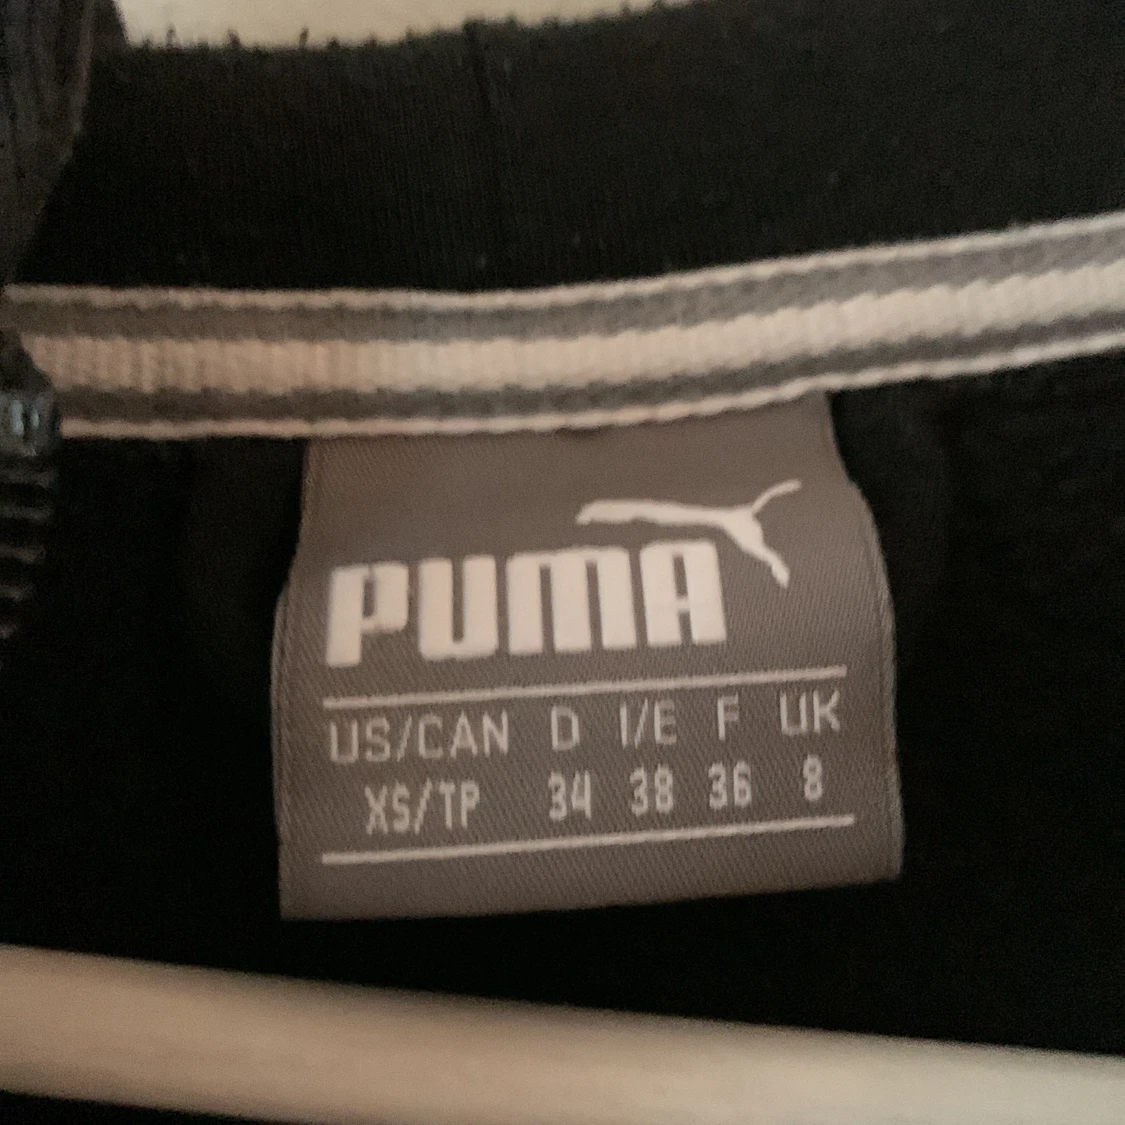 PUMA
US/CAN D I/E F UK
XS/TP 34 38 36 8